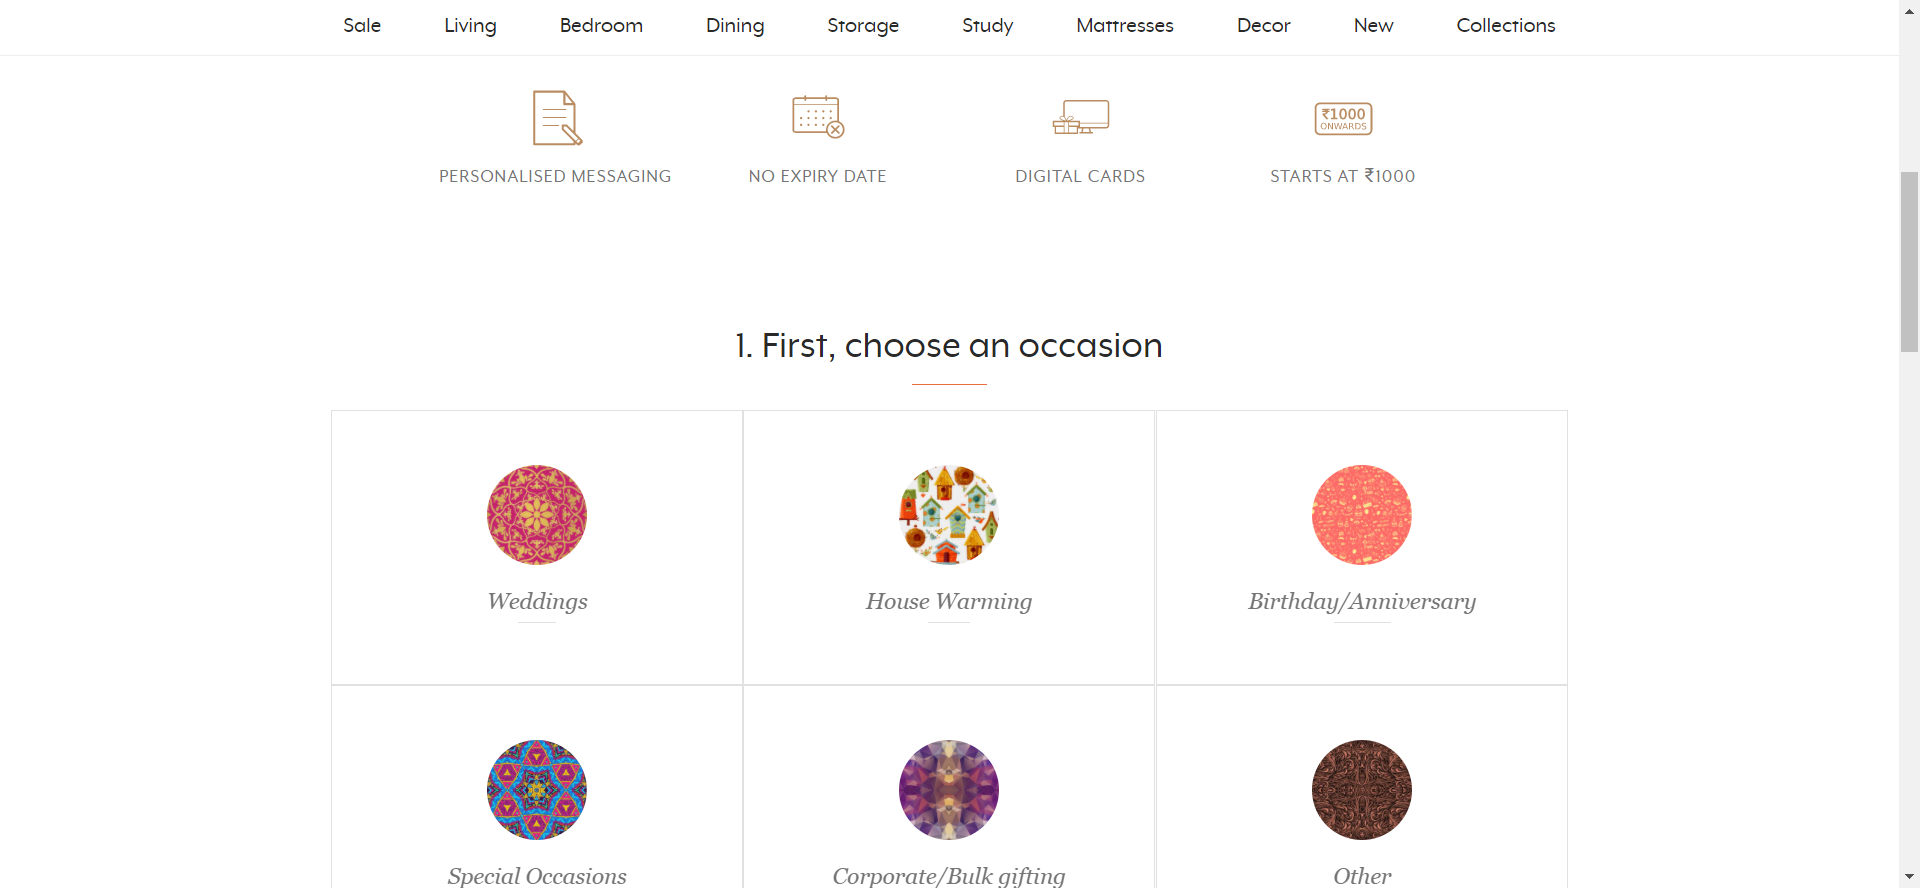 Sale Living Bedroom Dining Storage Study Mattresses Decor New Collections
₹1000
ONWARDS
PERSONALISED MESSAGING NO EXPIRY DATE DIGITAL CARDS STARTS AT ₹1000
1. First, choose an occasion
Weddings House Warming Birthday/Anniversary
Special Occasions Corporate/Bulk gifting Other